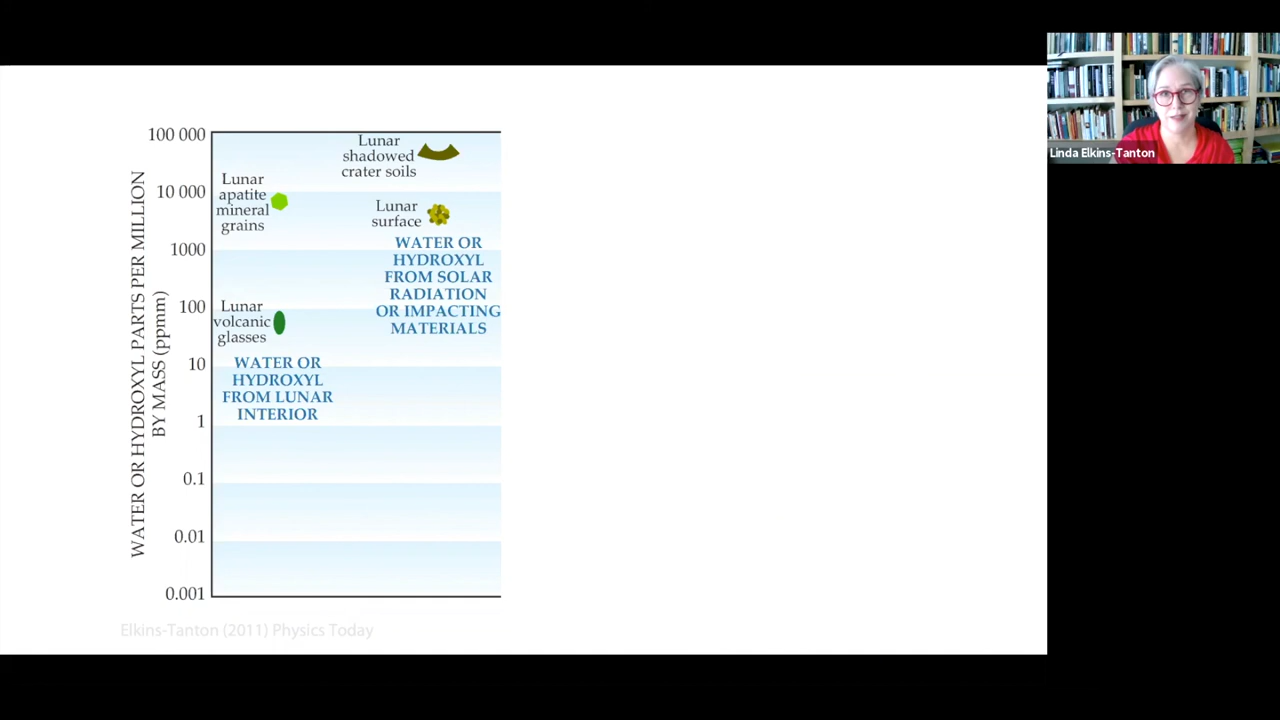 WATER OR HYDROXYL PARTS PER MILLION
BY MASS (ppmm)
100 000
10 000
1000
100
10
1
0.1
0.01
0.001
Lunar
apatite
mineral
grains
Lunar
volcanic
glasses
WATER OR
HYDROXYL
FROM LUNAR
INTERIOR
Lunar
shadowed
crater soils
Lunar
surface
WATER OR
HYDROXYL
FROM SOLAR
RADIATION
OR IMPACTING
MATERIALS
Elkins-Tanton (2011) Physics Today
Linda Elkins-Tanton